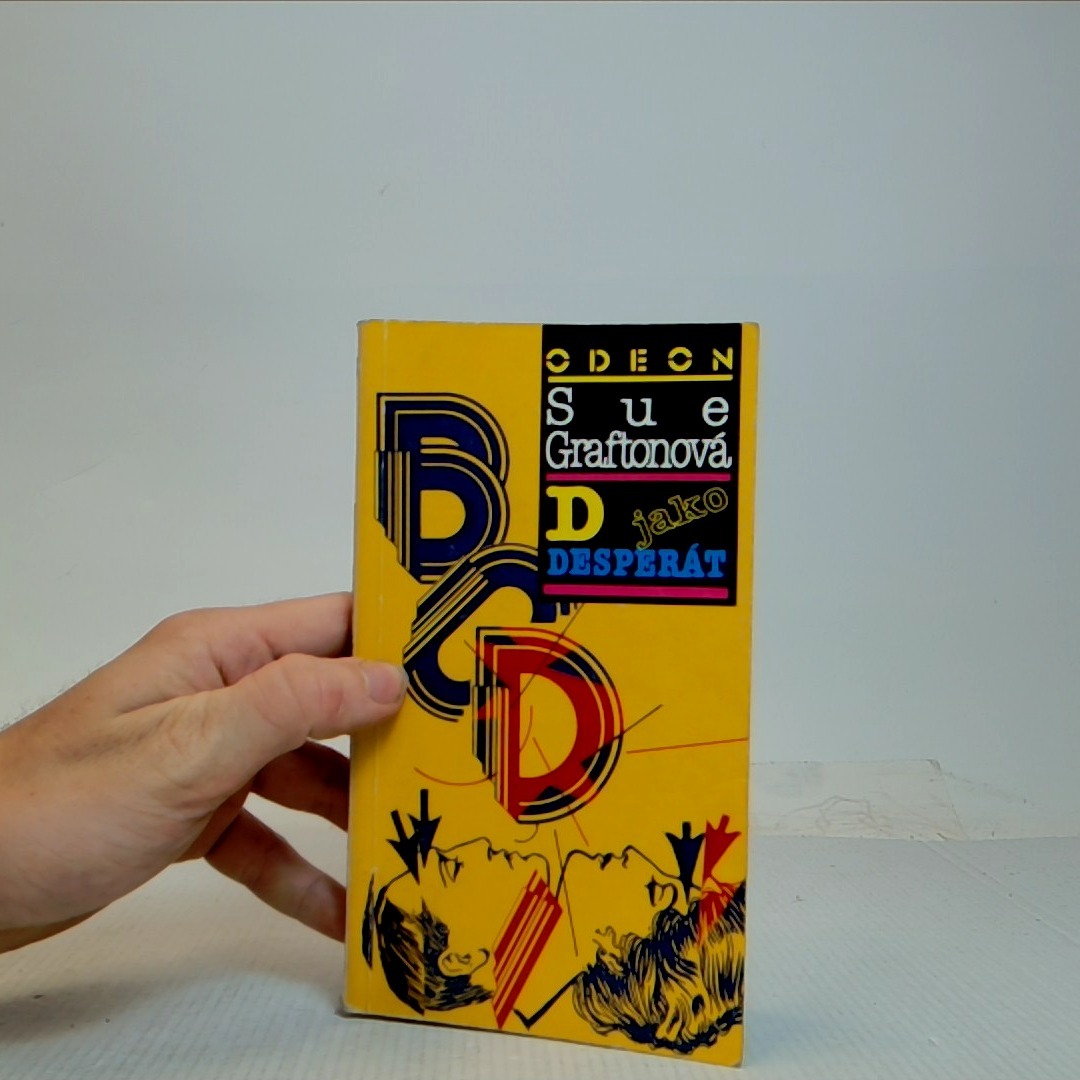 ODEON
Sue
Graftonová
D jako
DESPERÁT
B
C
D